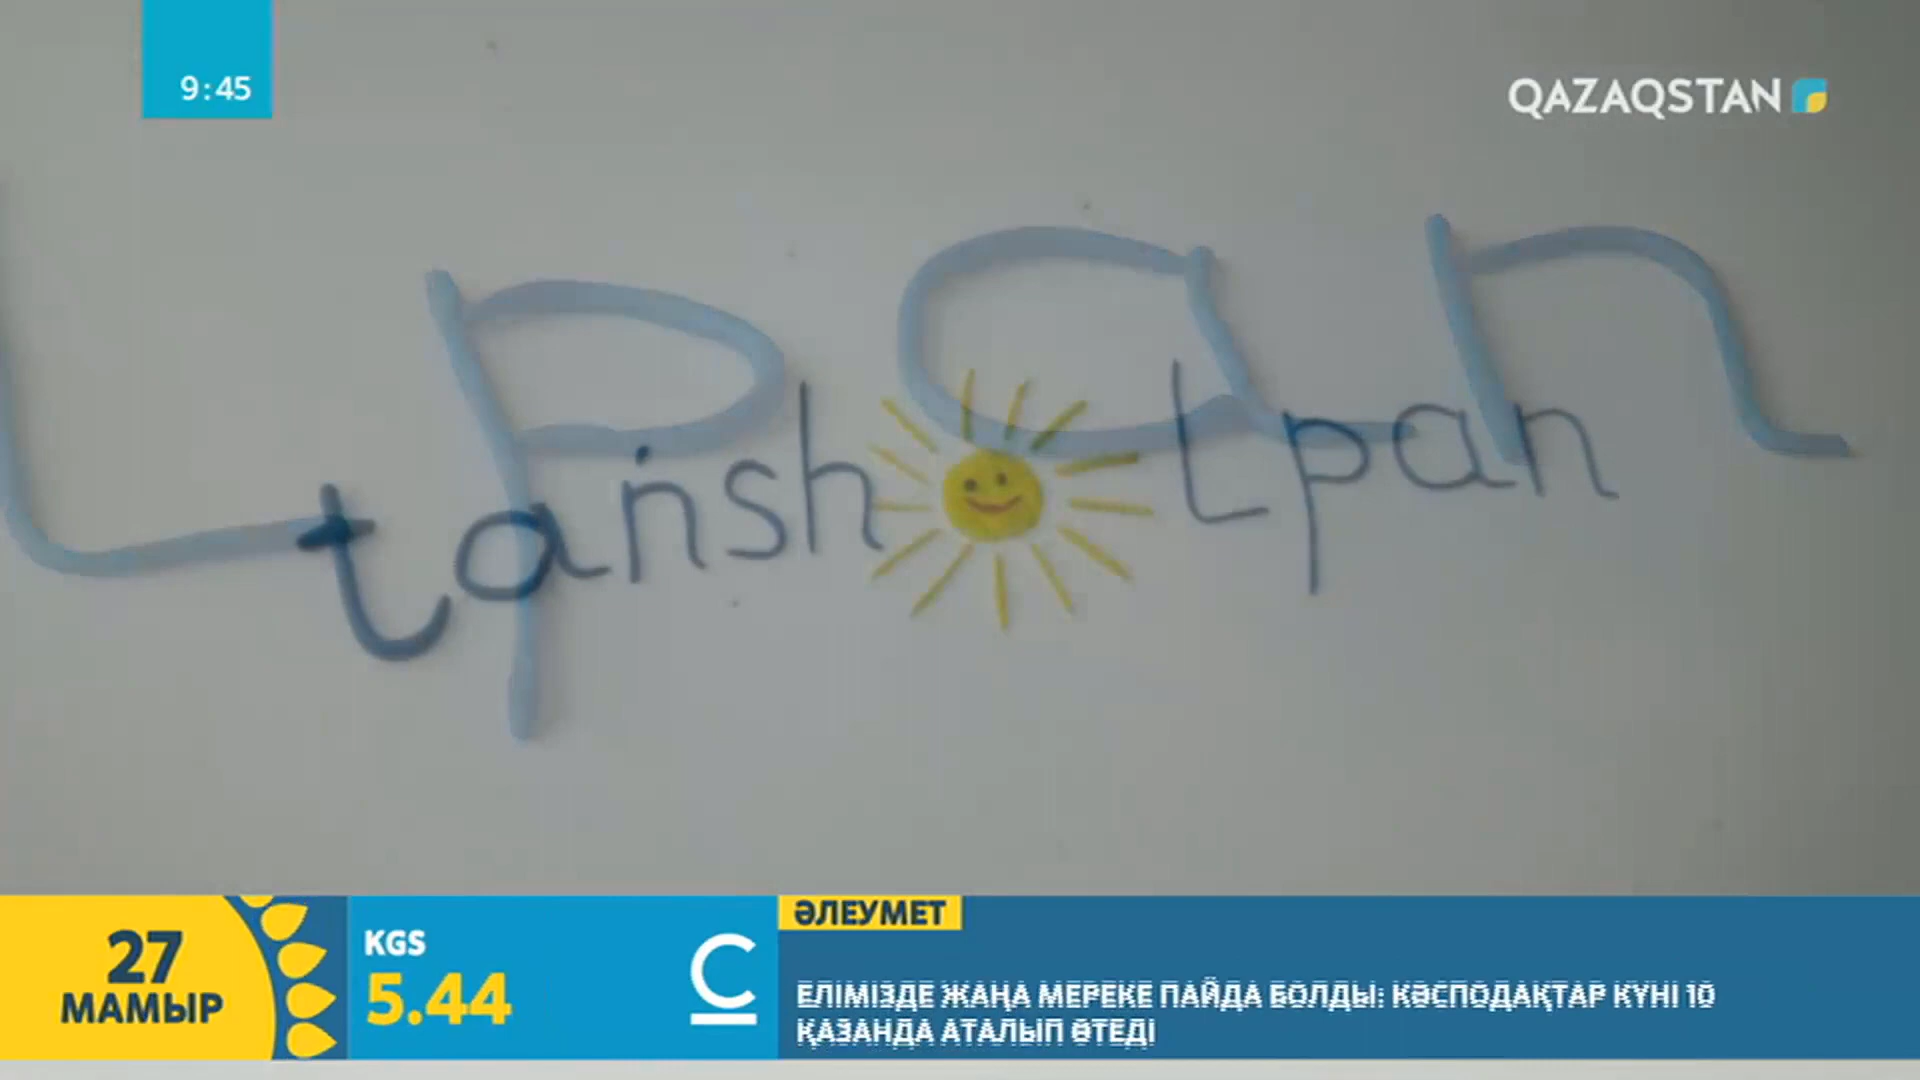 9:45
QAZAQSTAN
lpan
tańsholpan
27
МАМЫР
KGS
5.44
ӘЛЕУМЕТ
ЕЛІМІЗДЕ ЖАҢА МЕРЕКЕ ПАЙДА БОЛДЫ: КӘСПОДАҚТАР КҮНІ 10
ҚАЗАНДА АТАЛЫП ӨТЕДІ